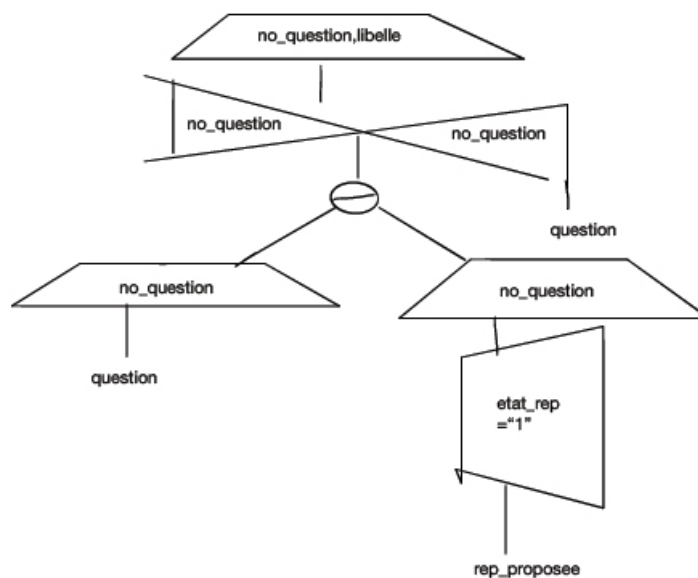 no_question,libelle
no_question
no_question
question
no_question
no_question
question
etat_rep
=“1”
rep_proposee